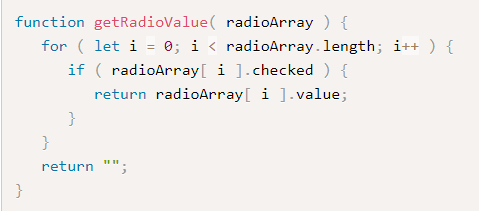 function getRadioValue( radioArray ) {
   for ( let i = 0; i < radioArray.length; i++ ) {
      if ( radioArray[ i ].checked ) {
         return radioArray[ i ].value;
      }
   }
   return "";
}